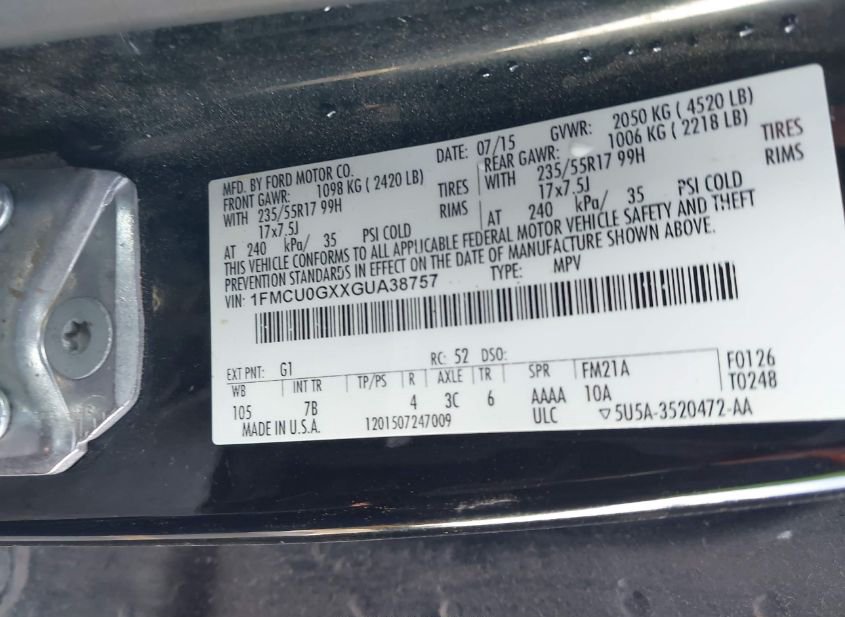 MFD. BY FORD MOTOR CO. DATE: 07/15 GVWR: 2050 KG ( 4520 LB)
FRONT GAWR: 1098 KG ( 2420 LB) REAR GAWR: 1006 KG ( 2218 LB)
WITH 235/55R17 99H TIRES WITH 235/55R17 99H TIRES
17x7.5J RIMS 17x7.5J RIMS
AT 240 kPa/ 35 PSI COLD AT 240 kPa/ 35 PSI COLD
THIS VEHICLE CONFORMS TO ALL APPLICABLE FEDERAL MOTOR VEHICLE SAFETY AND THEFT
PREVENTION STANDARDS IN EFFECT ON THE DATE OF MANUFACTURE SHOWN ABOVE.
VIN: 1FMCU0GXXGUA38757 TYPE: MPV
EXT PNT: G1 RC: 52 DSO: F0126
WB INT TR TP/PS R AXLE TR SPR FM21A T0248
105 7B 4 3C 6 AAAA 10A
MADE IN U.S.A. 1201507247009 ULC ▽5U5A-3520472-AA